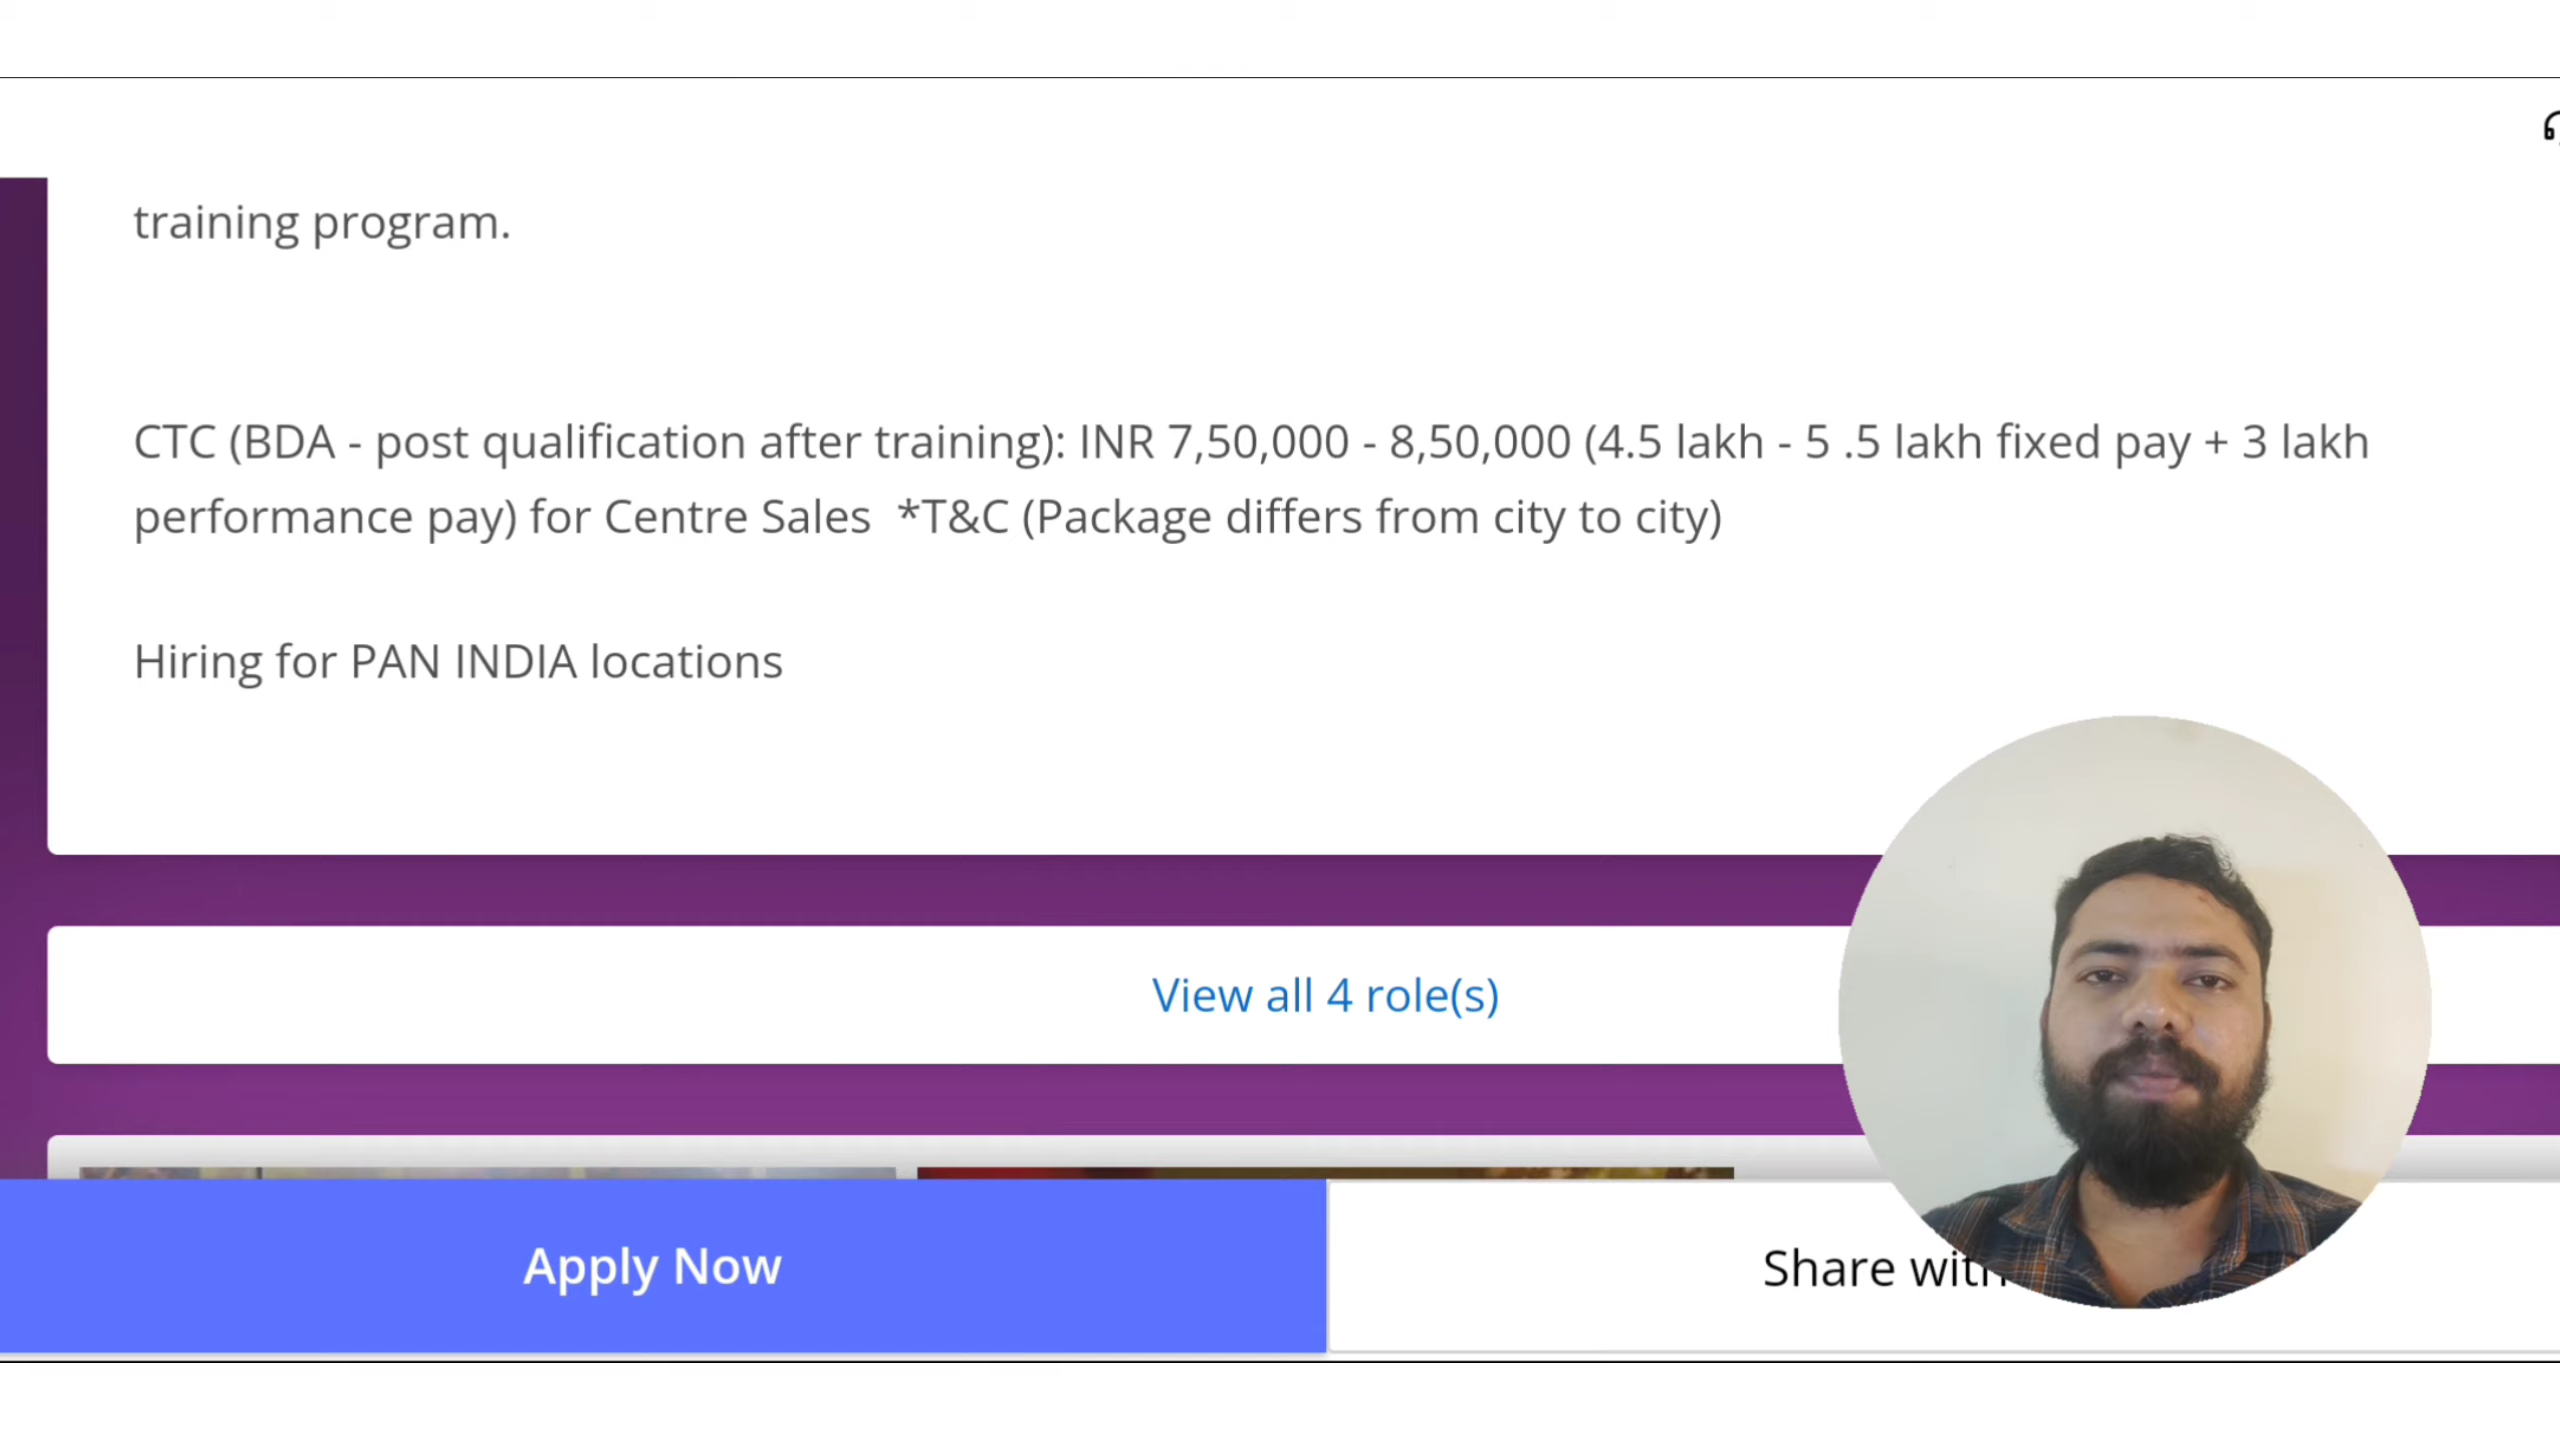 training program.
CTC (BDA - post qualification after training): INR 7,50,000 - 8,50,000 (4.5 lakh - 5 .5 lakh fixed pay + 3 lakh
performance pay) for Centre Sales  *T&C (Package differs from city to city)
Hiring for PAN INDIA locations
View all 4 role(s)
Apply Now
Share with